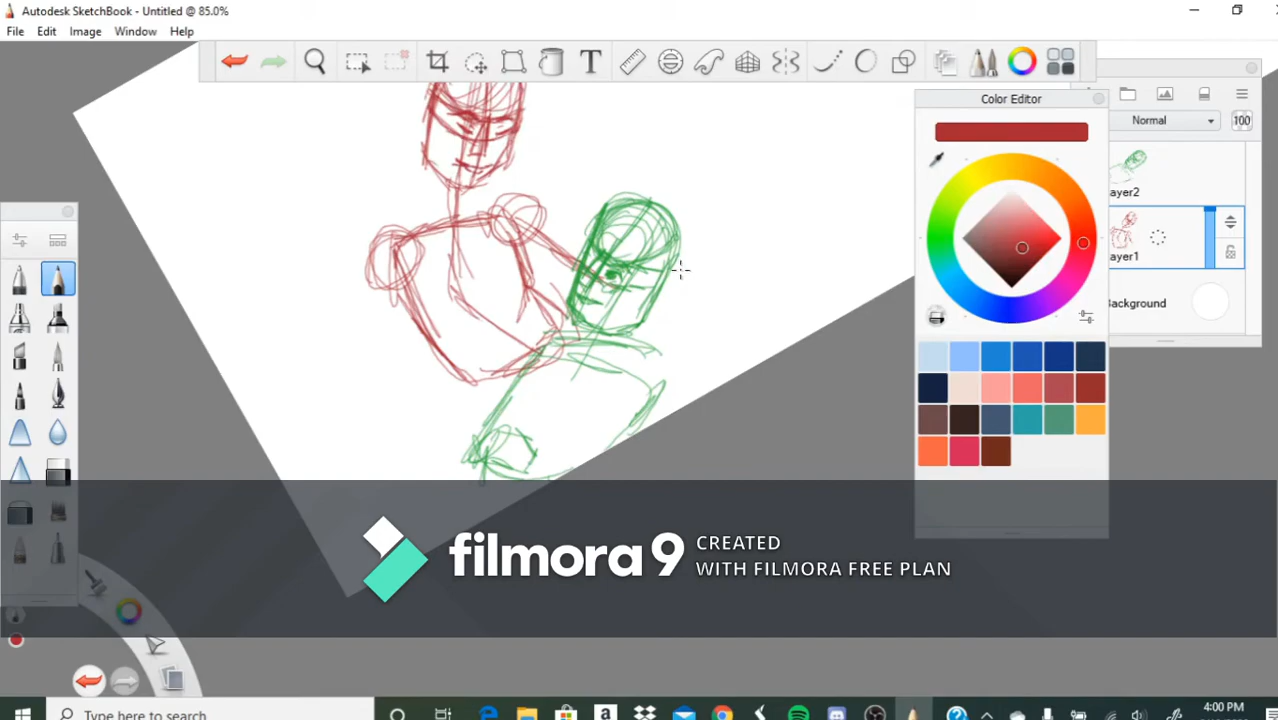 Autodesk SketchBook - Untitled @ 85.0%
File Edit Image Window Help
T
Color Editor
Normal
100
ayer2
ayer1
Background
filmora 9 CREATED
WITH FILMORA FREE PLAN
Type here to search
a
4:00 PM